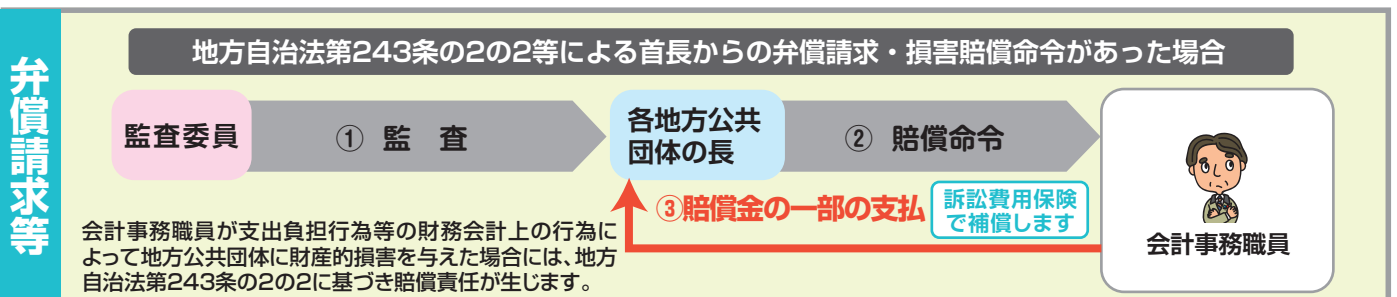 弁償請求等
地方自治法第243条の2の2等による首長からの弁償請求・損害賠償命令があった場合
監査委員
① 監 査
各地方公共
団体の長
② 賠償命令
③賠償金の一部の支払
訴訟費用保険
で補償します
会計事務職員
会計事務職員が支出負担行為等の財務会計上の行為に
よって地方公共団体に財産的損害を与えた場合には、地方
自治法第243条の2の2に基づき賠償責任が生じます。